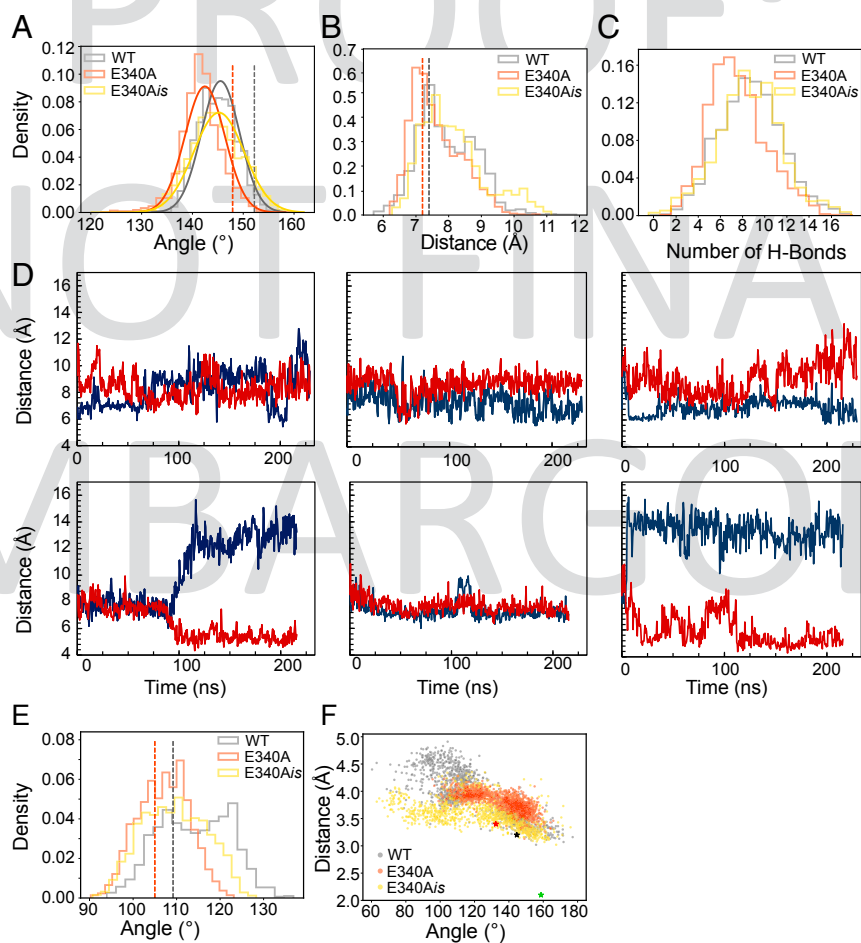 PROOF
NOT FINA
MBARGO
A
0.12
0.10
0.08
0.06
0.04
0.02
0.00
Density
WT
E340A
E340Ais
120 130 140 150 160
Angle (°)
B
0.7
0.6
0.5
0.4
0.3
0.2
0.1
0.0
WT
E340A
E340Ais
6 7 8 9 10 11 12
Distance (Å)
C
0.16
0.12
0.08
0.04
0.00
WT
E340A
E340Ais
0 2 4 6 8 10 12 14 16
Number of H-Bonds
D
Distance (Å)
16
14
12
10
8
6
4
0 100 200
0 100 200
0 100 200
Distance (Å)
16
14
12
10
8
6
4
0 100 200
0 100 200
0 100 200
Time (ns) Time (ns) Time (ns)
E
0.08
0.06
0.04
0.02
0.00
Density
WT
E340A
E340Ais
90 100 110 120 130
Angle (°)
F
5.0
4.5
4.0
3.5
3.0
2.5
2.0
Distance (Å)
WT
E340A
E340Ais
60 80 100 120 140 160 180
Angle (°)